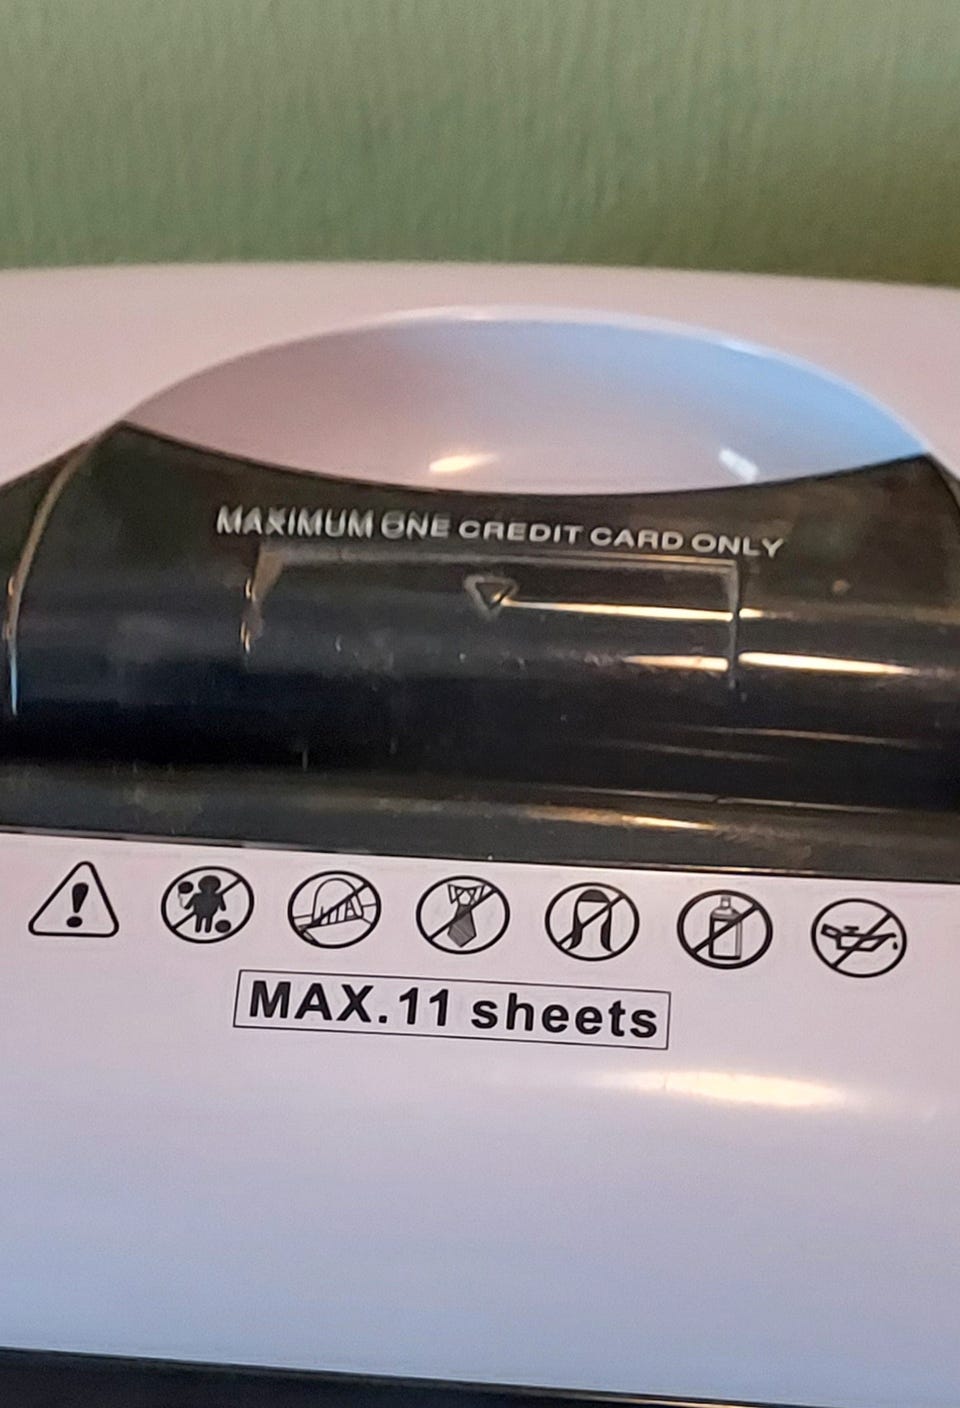 MAXIMUM ONE CREDIT CARD ONLY
MAX.11 sheets